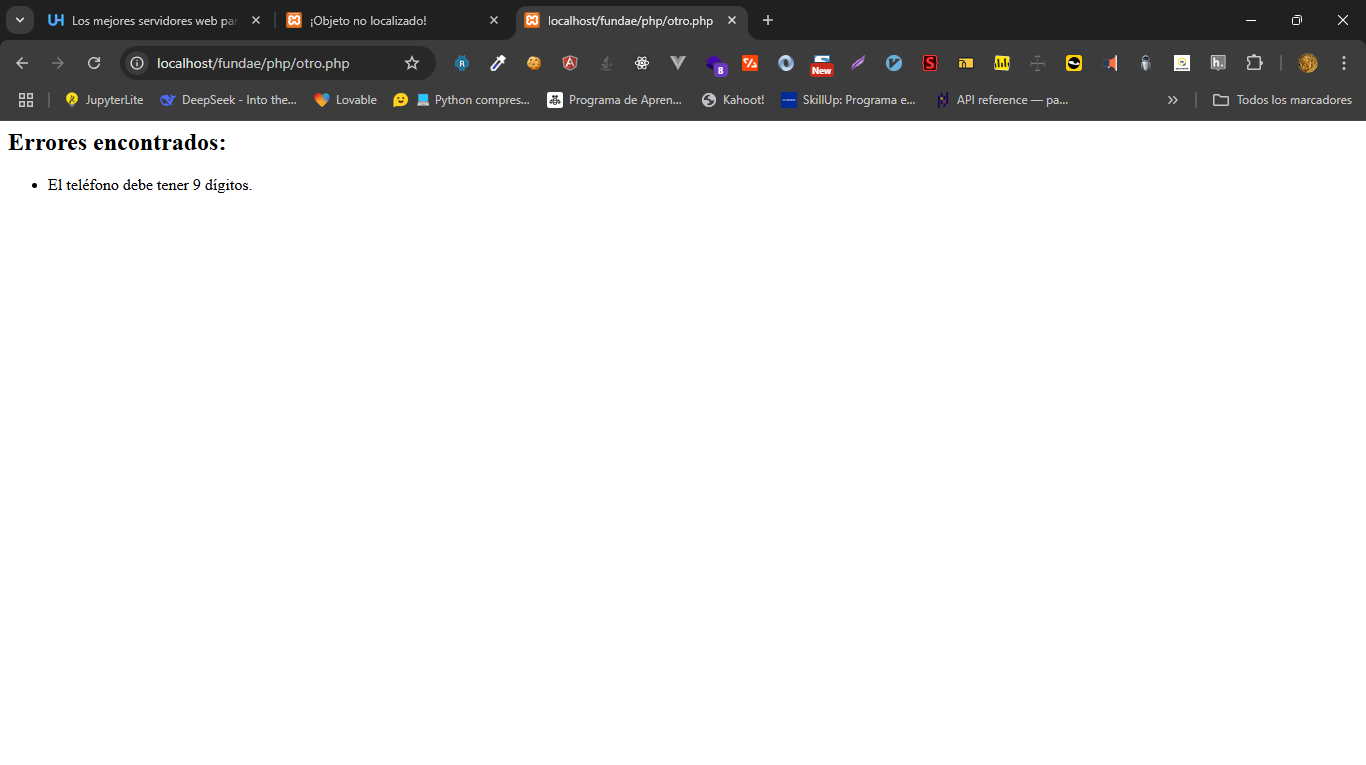 Los mejores servidores web par
¡Objeto no localizado!
localhost/fundae/php/otro.php
localhost/fundae/php/otro.php
R
8
New
S
h.
JupyterLite
DeepSeek - Into the...
Lovable
Python compres...
Programa de Apren...
Kahoot!
SkillUp: Programa e...
API reference — pa...
Todos los marcadores
Errores encontrados:
El teléfono debe tener 9 dígitos.